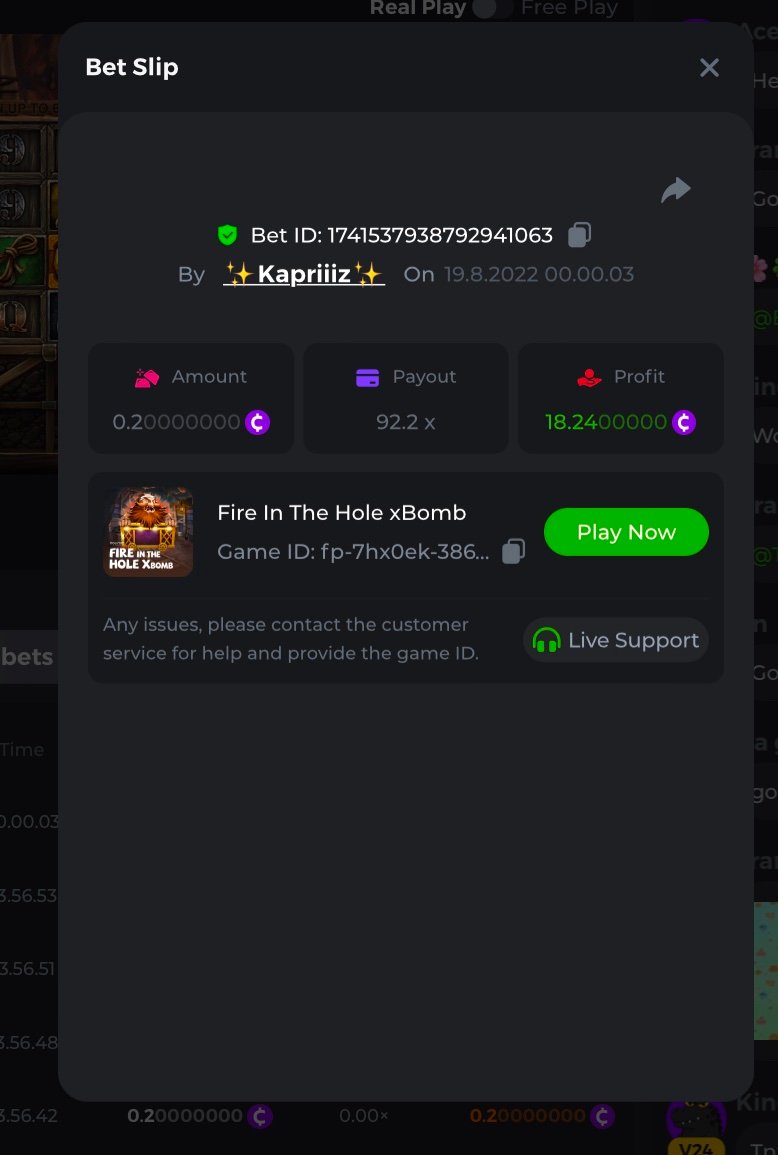 Real Play Free Play
Bet Slip
Bet ID: 1741537938792941063
By ✨Kapriiiz✨ On 19.8.2022 00.00.03
Amount Payout Profit
0.20000000 92.2 x 18.2400000
FIRE IN THE HOLE XBOMB
Fire In The Hole xBomb
Game ID: fp-7hx0ek-386...
Play Now
Any issues, please contact the customer
service for help and provide the game ID.
Live Support
bets
Time
0.00.03
3.56.53
3.56.51
3.56.48
3.56.42 0.20000000 0.00× 0.20000000
V24